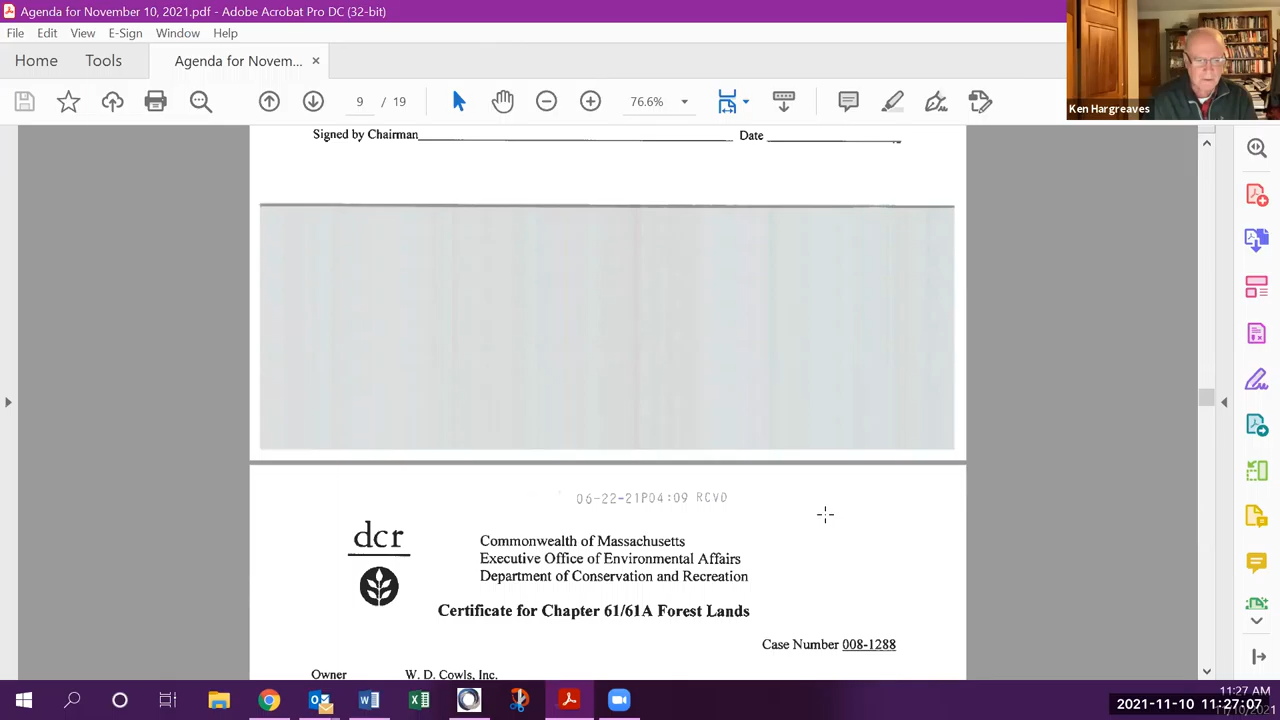 Agenda for November 10, 2021.pdf - Adobe Acrobat Pro DC (32-bit)
File Edit View E-Sign Window Help
Home Tools Agenda for Novem... ×
9 / 19 76.6%
Ken Hargreaves
Signed by Chairman Date
06-22-21P04:09 RCVD
dcr
Commonwealth of Massachusetts
Executive Office of Environmental Affairs
Department of Conservation and Recreation
Certificate for Chapter 61/61A Forest Lands
Case Number 008-1288
Owner W. D. Cowls, Inc.
11:27 AM
2021-11-10 11:27:07